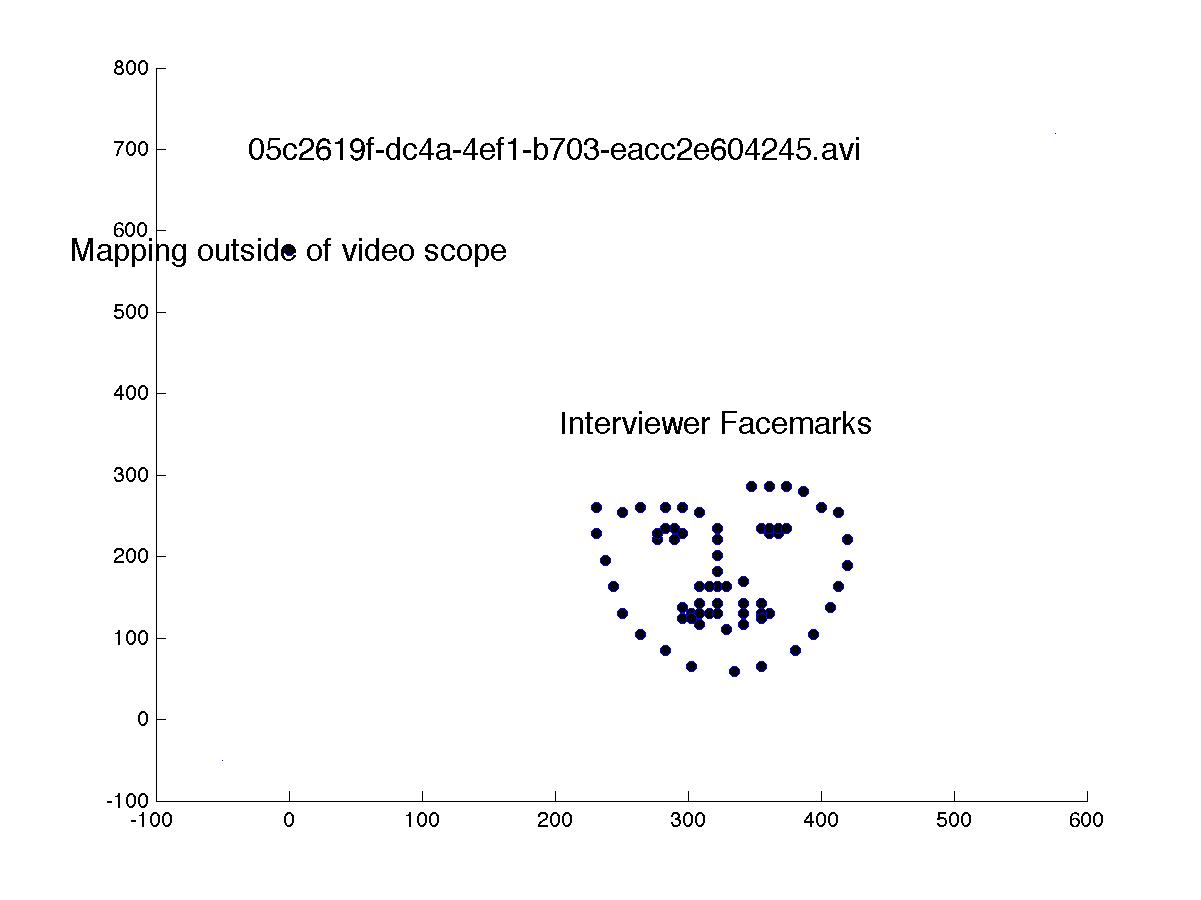 800
05c2619f-dc4a-4ef1-b703-eacc2e604245.avi
700
600
Mapping outside of video scope
500
400
Interviewer Facemarks
300
200
100
0
-100
-100 0 100 200 300 400 500 600